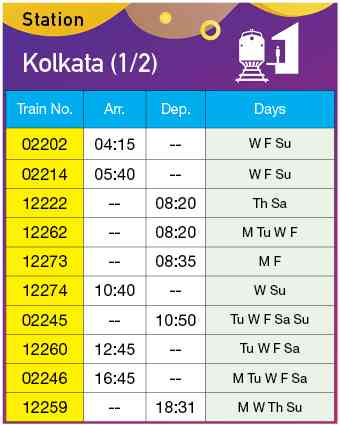 Station
Kolkata (1/2)
Train No. Arr. Dep. Days
02202 04:15 -- W F Su
02214 05:40 -- W F Su
12222 -- 08:20 Th Sa
12262 -- 08:20 M Tu W F
12273 -- 08:35 M F
12274 10:40 -- W Su
02245 -- 10:50 Tu W F Sa Su
12260 12:45 -- Tu W F Sa
02246 16:45 -- M Tu W F Sa
12259 -- 18:31 M W Th Su